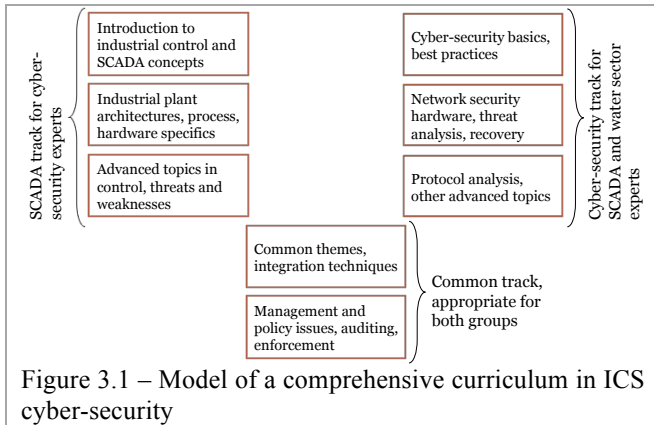 SCADA track for cyber-
security experts
Introduction to
industrial control and
SCADA concepts
Industrial plant
architectures, process,
hardware specifics
Advanced topics in
control, threats and
weaknesses
Cyber-security basics,
best practices
Network security
hardware, threat
analysis, recovery
Protocol analysis,
other advanced topics
Cyber-security track for
SCADA and water sector
experts
Common themes,
integration techniques
Management and
policy issues, auditing,
enforcement
Common track,
appropriate for
both groups
Figure 3.1 – Model of a comprehensive curriculum in ICS
cyber-security